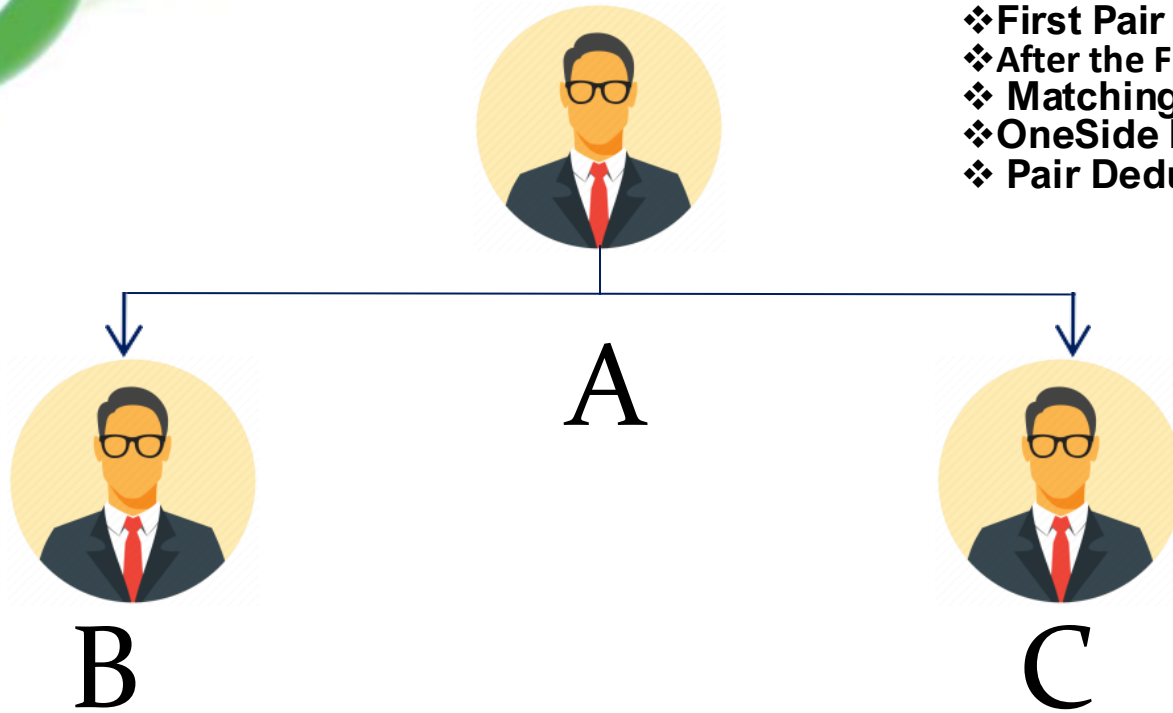 ❖First Pair
❖After the F
❖ Matching
❖OneSide
❖ Pair Dedu
A
B
C